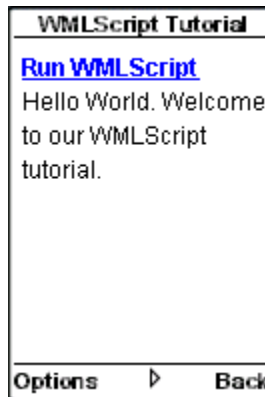 WMLScript Tutorial
Run WMLScript
Hello World. Welcome
to our WMLScript
tutorial.
Options Back